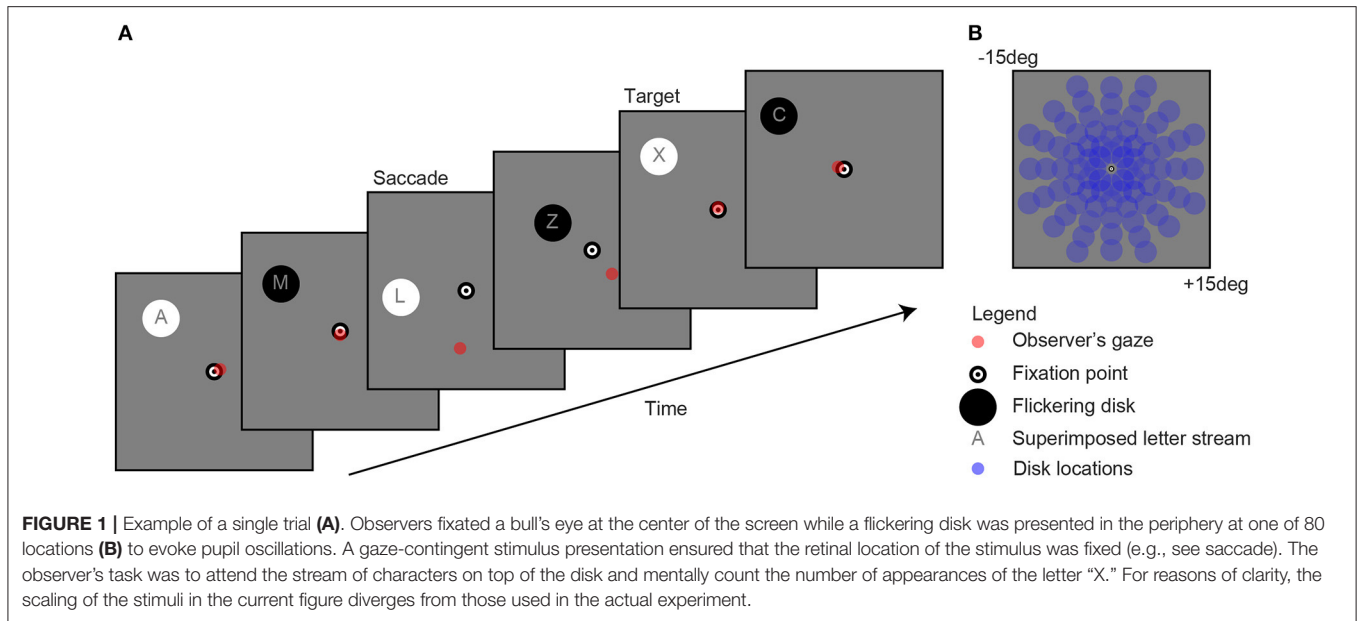 A
B
-15deg
Target
C
X
Saccade
Z
M
L
A
+15deg
Time
Legend
Observer's gaze
Fixation point
Flickering disk
A Superimposed letter stream
Disk locations
FIGURE 1 | Example of a single trial (A). Observers fixated a bull's eye at the center of the screen while a flickering disk was presented in the periphery at one of 80
locations (B) to evoke pupil oscillations. A gaze-contingent stimulus presentation ensured that the retinal location of the stimulus was fixed (e.g., see saccade). The
observer's task was to attend the stream of characters on top of the disk and mentally count the number of appearances of the letter “X.” For reasons of clarity, the
scaling of the stimuli in the current figure diverges from those used in the actual experiment.